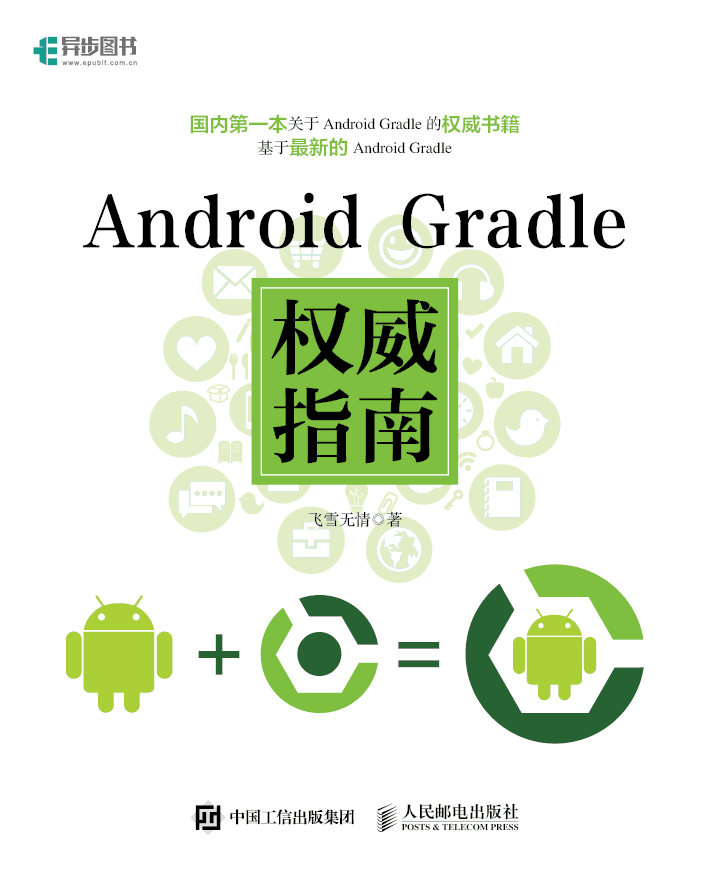 异步图书
www.epubit.com.cn
国内第一本关于 Android Gradle 的权威书籍
基于最新的 Android Gradle
Android Gradle
权威
指南
飞雪无情◎著
中国工信出版集团
人民邮电出版社
POSTS & TELECOM PRESS